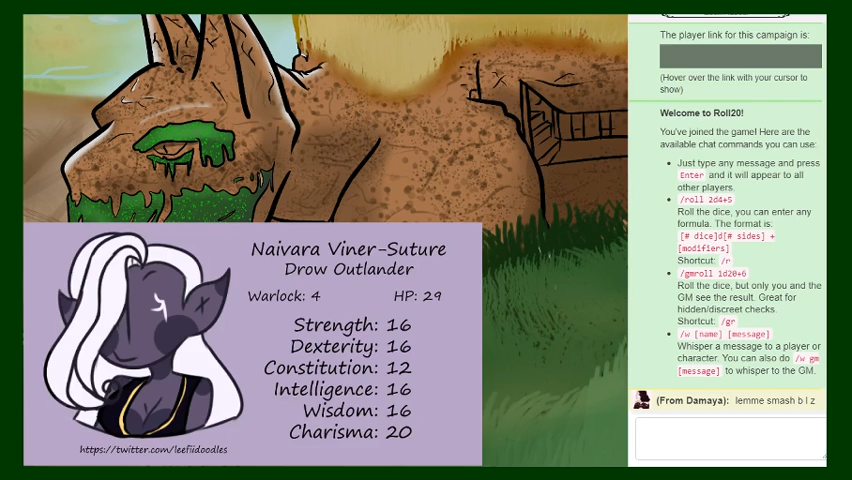 Naivara Viner-Suture
Drow Outlander
Warlock: 4 HP: 29
Strength: 16
Dexterity: 16
Constitution: 12
Intelligence: 16
Wisdom: 16
Charisma: 20
https://twitter.com/leefiidoodles
The player link for this campaign is:
(Hover over the link with your cursor to
show)
Welcome to Roll20!
You've joined the game! Here are the
available chat commands you can use:
Just type any message and press
Enter and it will appear to all
other players.
/roll 2d4+5
Roll the dice, you can enter any
formula. The format is:
[# dice]d[# sides] +
[modifiers]
Shortcut: /r
/gmroll 1d20+6
Roll the dice, but only you and the
GM see the result. Great for
hidden/discreet checks.
Shortcut: /gr
/w [name] [message]
Whisper a message to a player or
character. You can also do /w gm
[message] to whisper to the GM.
(From Damaya): lemme smash b l z